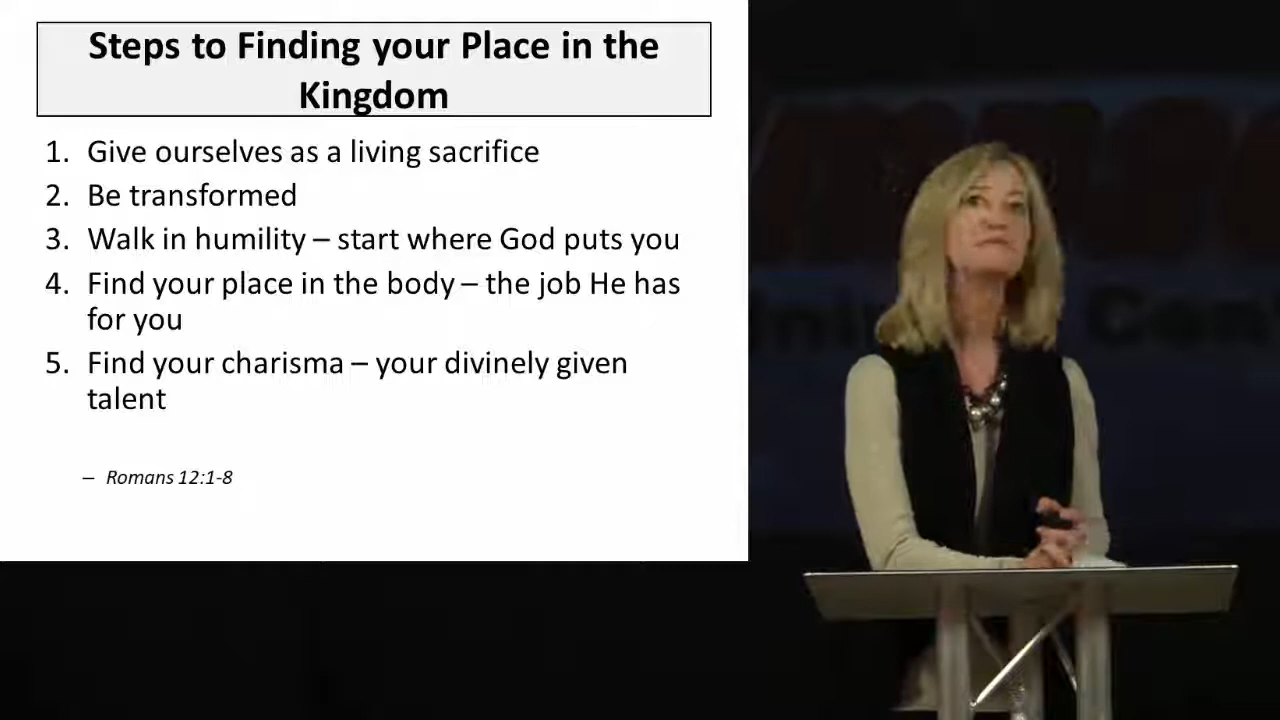 Steps to Finding your Place in the
Kingdom
1. Give ourselves as a living sacrifice
2. Be transformed
3. Walk in humility – start where God puts you
4. Find your place in the body – the job He has
for you
5. Find your charisma – your divinely given
talent
– Romans 12:1-8